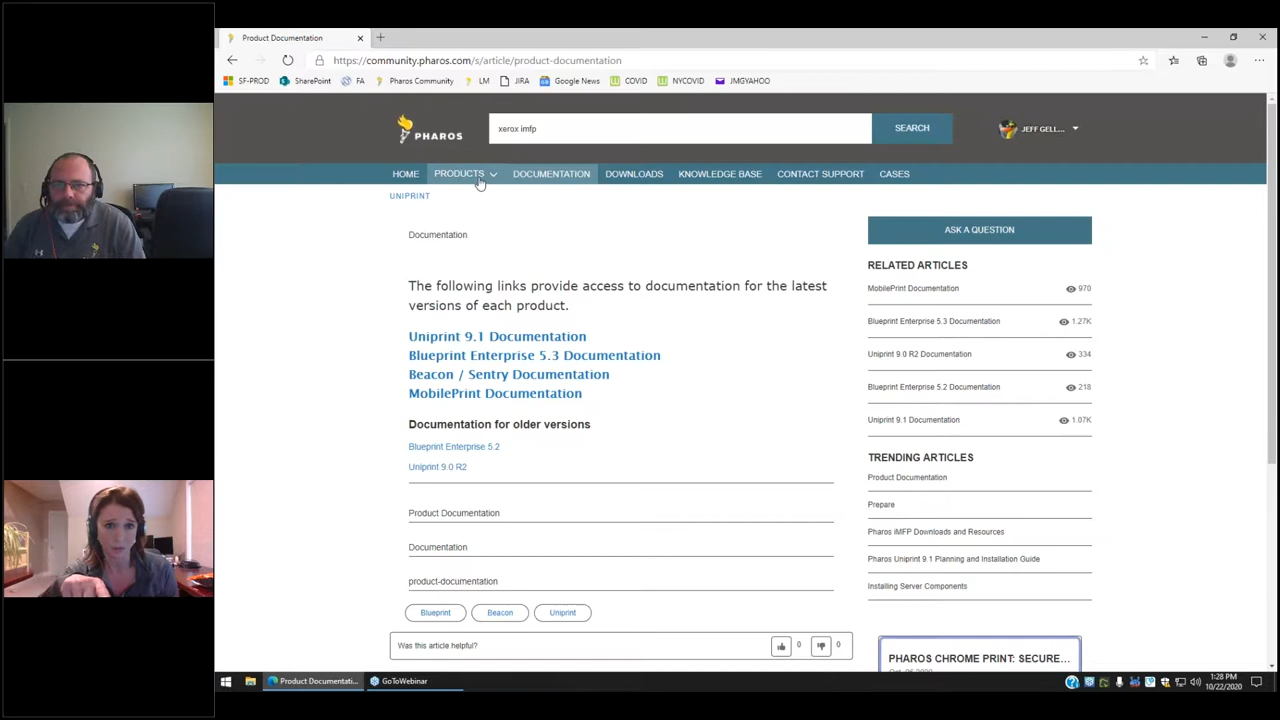 Product Documentation
https://community.pharos.com/s/article/product-documentation
SF-PROD
SharePoint
FA
Pharos Community
LM
JIRA
Google News
COVID
NYCOVID
JMGYAHOO
PHAROS
xerox imfp
SEARCH
JEFF GELL...
HOME
PRODUCTS
DOCUMENTATION
DOWNLOADS
KNOWLEDGE BASE
CONTACT SUPPORT
CASES
UNIPRINT
Documentation
The following links provide access to documentation for the latest
versions of each product.
Uniprint 9.1 Documentation
Blueprint Enterprise 5.3 Documentation
Beacon / Sentry Documentation
MobilePrint Documentation
Documentation for older versions
Blueprint Enterprise 5.2
Uniprint 9.0 R2
Product Documentation
Documentation
product-documentation
Blueprint
Beacon
Uniprint
Was this article helpful?
0
0
ASK A QUESTION
RELATED ARTICLES
MobilePrint Documentation 970
Blueprint Enterprise 5.3 Documentation 1.27K
Uniprint 9.0 R2 Documentation 334
Blueprint Enterprise 5.2 Documentation 218
Uniprint 9.1 Documentation 1.07K
TRENDING ARTICLES
Product Documentation
Prepare
Pharos iMFP Downloads and Resources
Pharos Uniprint 9.1 Planning and Installation Guide
Installing Server Components
PHAROS CHROME PRINT: SECURE...
Product Documentati...
GoToWebinar
1:28 PM
10/22/2020